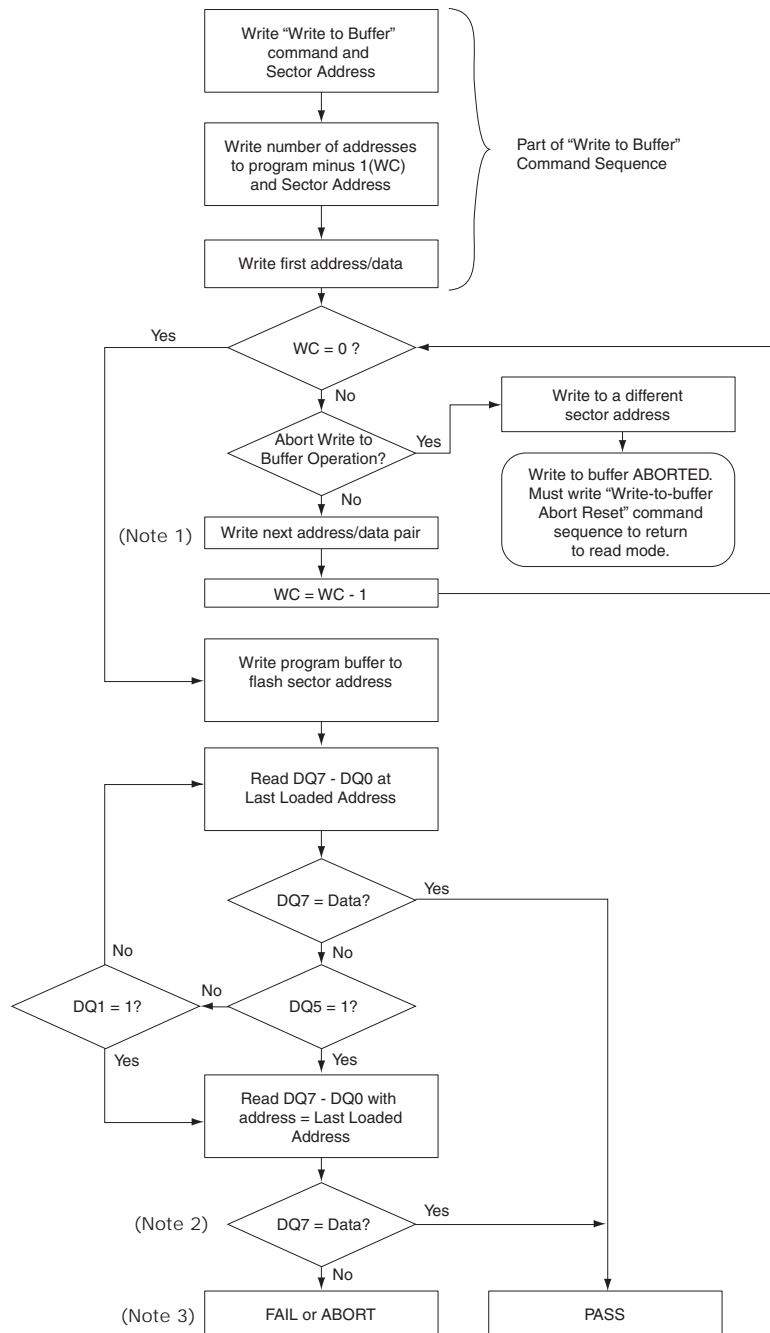 Write “Write to Buffer”
command and
Sector Address
Write number of addresses
to program minus 1(WC)
and Sector Address
Part of “Write to Buffer”
Command Sequence
Write first address/data
Yes
WC = 0 ?
No
Write to a different
sector address
Abort Write to
Buffer Operation?
Yes
Write to buffer ABORTED.
Must write “Write-to-buffer
Abort Reset” command
sequence to return
to read mode.
No
(Note 1)
Write next address/data pair
WC = WC - 1
Write program buffer to
flash sector address
Read DQ7 - DQ0 at
Last Loaded Address
DQ7 = Data?
Yes
No
No
DQ1 = 1?
No
DQ5 = 1?
Yes
Yes
Read DQ7 - DQ0 with
address = Last Loaded
Address
(Note 2)
DQ7 = Data?
Yes
No
(Note 3)
FAIL or ABORT
PASS